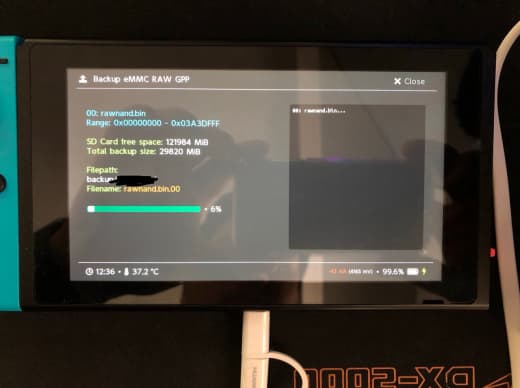 Backup eMMC RAW GPP
Close
00: rawnand.bin
Range: 0x00000000 - 0x03A3DFFF
SD Card free space: 121984 MiB
Total backup size: 29820 MiB
Filepath:
backup
Filename: rawnand.bin.00
6%
00: rawnand.bin...
12:36 • 37.2 °C
(4183 mV) • 99.6%